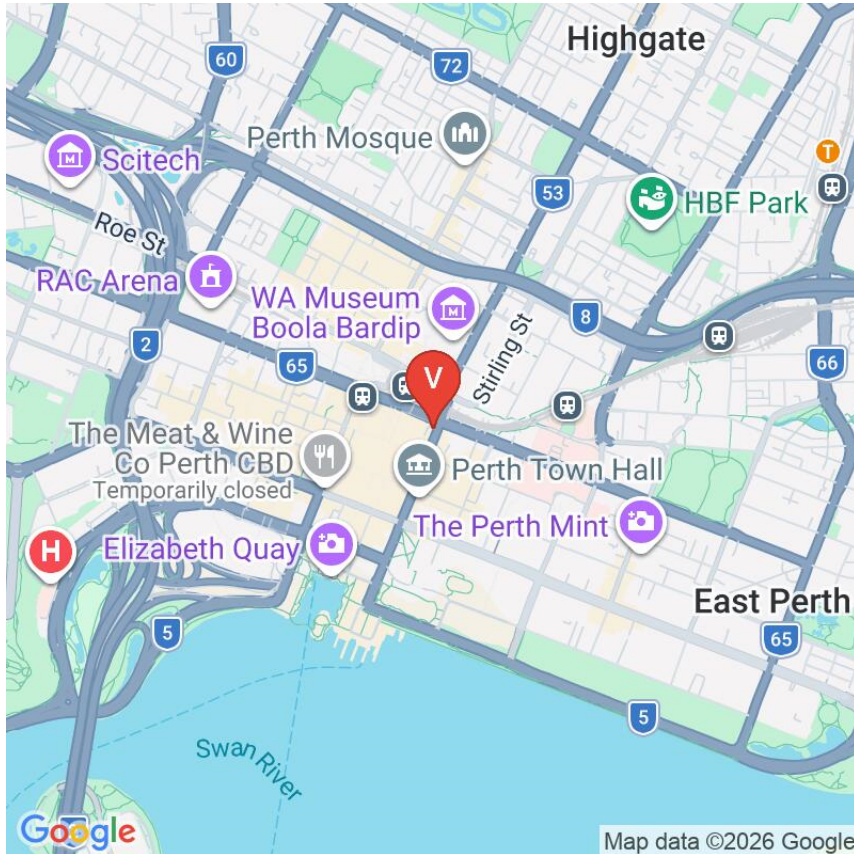 Highgate
60
72
Perth Mosque
Scitech
53
T
HBF Park
Roe St
RAC Arena
WA Museum
Boola Bardip
8
Stirling St
2
65
66
V
The Meat & Wine
Co Perth CBD
Temporarily closed
Perth Town Hall
The Perth Mint
H
Elizabeth Quay
East Perth
5
65
5
Swan River
Google
Map data ©2026 Google